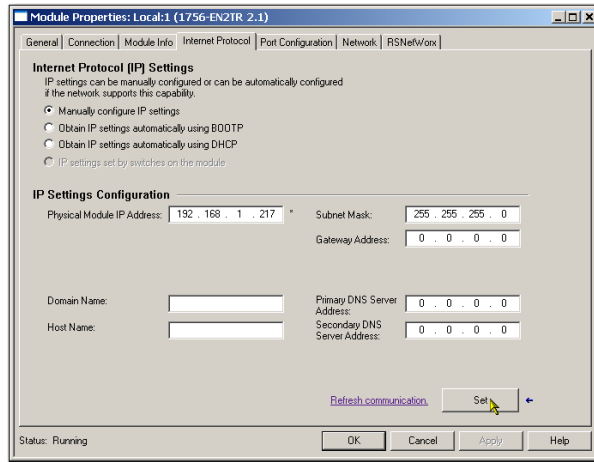 Module Properties: Local:1 (1756-EN2TR 2.1)
General Connection Module Info Internet Protocol Port Configuration Network RSNetWorx
Internet Protocol (IP) Settings
IP settings can be manually configured or can be automatically configured
if the network supports this capability.
Manually configure IP settings
Obtain IP settings automatically using BOOTP
Obtain IP settings automatically using DHCP
IP settings set by switches on the module
IP Settings Configuration
Physical Module IP Address: 192 . 168 . 1 . 217 * Subnet Mask: 255 . 255 . 255 . 0
Gateway Address: 0 . 0 . 0 . 0
Domain Name: Primary DNS Server Address: 0 . 0 . 0 . 0
Host Name: Secondary DNS Server Address: 0 . 0 . 0 . 0
Refresh communication. Set
Status: Running OK Cancel Apply Help